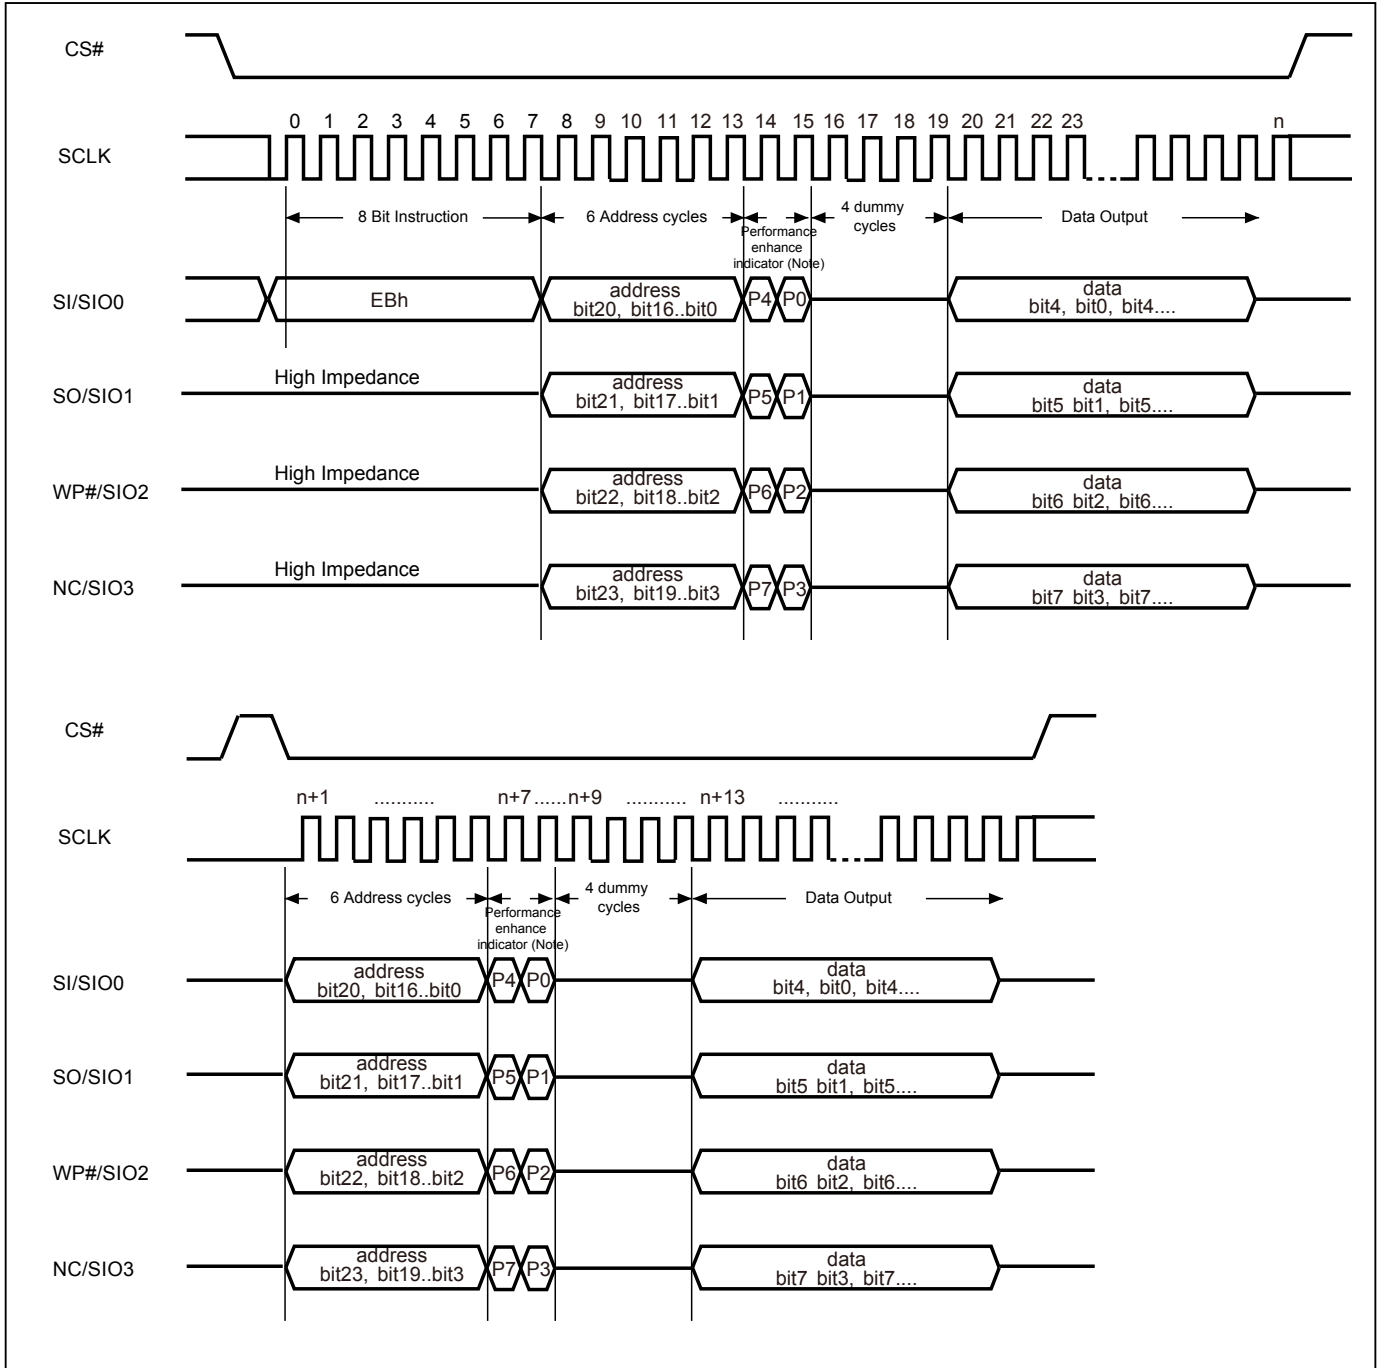 CS#
0 1 2 3 4 5 6 7 8 9 10 11 12 13 14 15 16 17 18 19 20 21 22 23 n
SCLK
8 Bit Instruction
6 Address cycles
Performance
enhance
indicator (Note)
4 dummy
cycles
Data Output
SI/SIO0
EBh
address
bit20, bit16..bit0
P4 P0
data
bit4, bit0, bit4....
High Impedance
SO/SIO1
address
bit21, bit17..bit1
P5 P1
data
bit5 bit1, bit5....
High Impedance
WP#/SIO2
address
bit22, bit18..bit2
P6 P2
data
bit6 bit2, bit6....
High Impedance
NC/SIO3
address
bit23, bit19..bit3
P7 P3
data
bit7 bit3, bit7....
CS#
n+1 ........... n+7......n+9 ........... n+13 ...........
SCLK
6 Address cycles
Performance
enhance
indicator (Note)
4 dummy
cycles
Data Output
SI/SIO0
address
bit20, bit16..bit0
P4 P0
data
bit4, bit0, bit4....
SO/SIO1
address
bit21, bit17..bit1
P5 P1
data
bit5 bit1, bit5....
WP#/SIO2
address
bit22, bit18..bit2
P6 P2
data
bit6 bit2, bit6....
NC/SIO3
address
bit23, bit19..bit3
P7 P3
data
bit7 bit3, bit7....